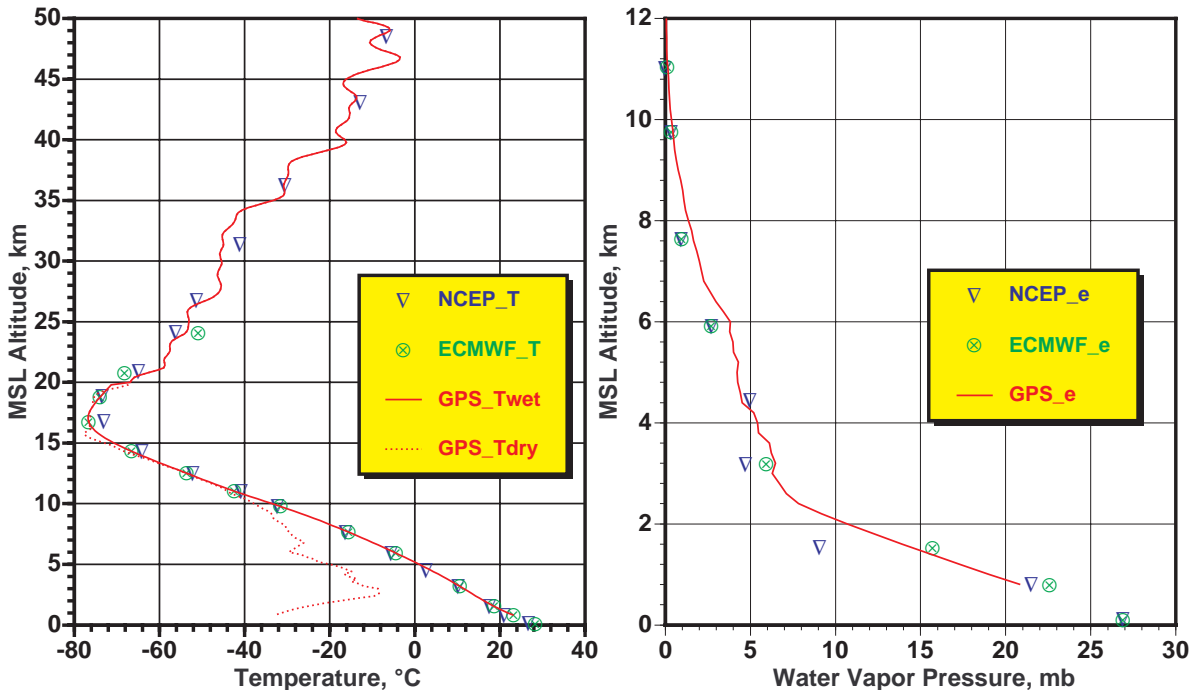 50
45
40
35
30
25
20
15
10
5
0
MSL Altitude, km
-80
-60
-40
-20
0
20
40
Temperature, °C
NCEP_T
ECMWF_T
GPS_Twet
GPS_Tdry
12
10
8
6
4
2
0
MSL Altitude, km
0
5
10
15
20
25
30
Water Vapor Pressure, mb
NCEP_e
ECMWF_e
GPS_e